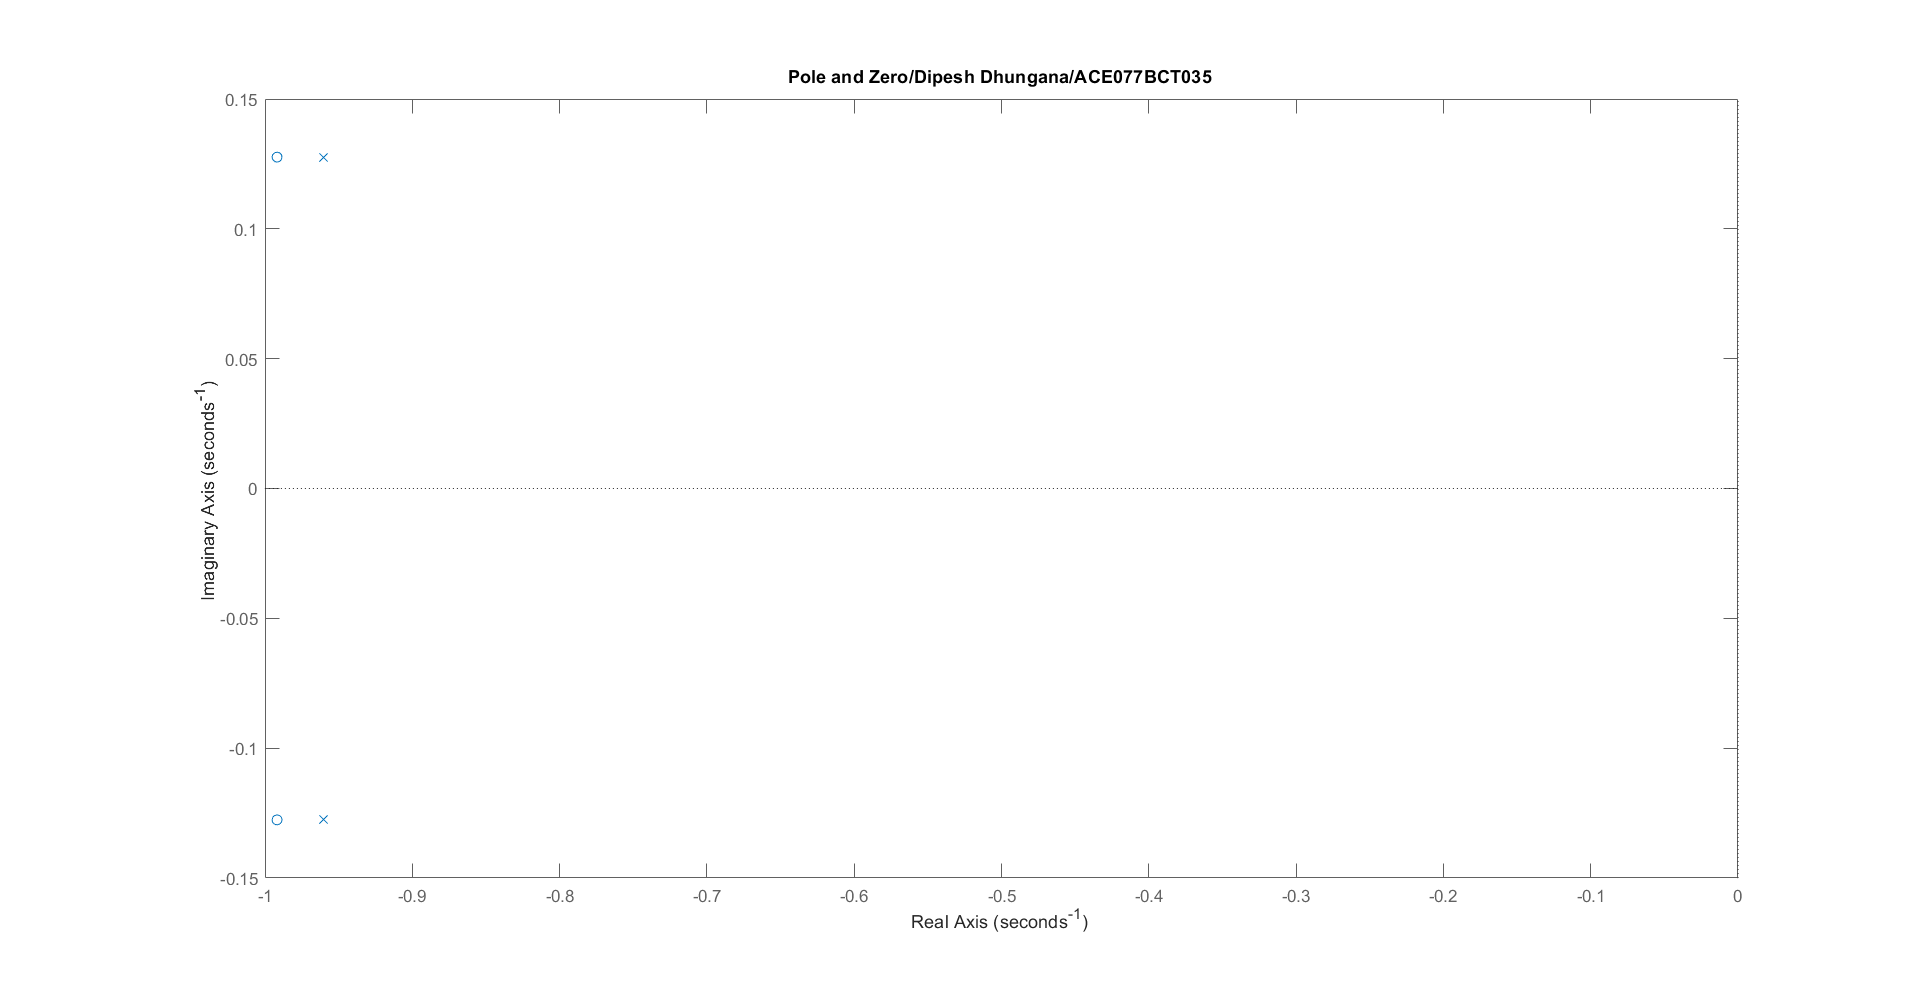 Pole and Zero/Dipesh Dhungana/ACE077BCT035
0.15
0.1
0.05
0
-0.05
-0.1
-0.15
Imaginary Axis (seconds⁻¹)
-1 -0.9 -0.8 -0.7 -0.6 -0.5 -0.4 -0.3 -0.2 -0.1 0
Real Axis (seconds⁻¹)